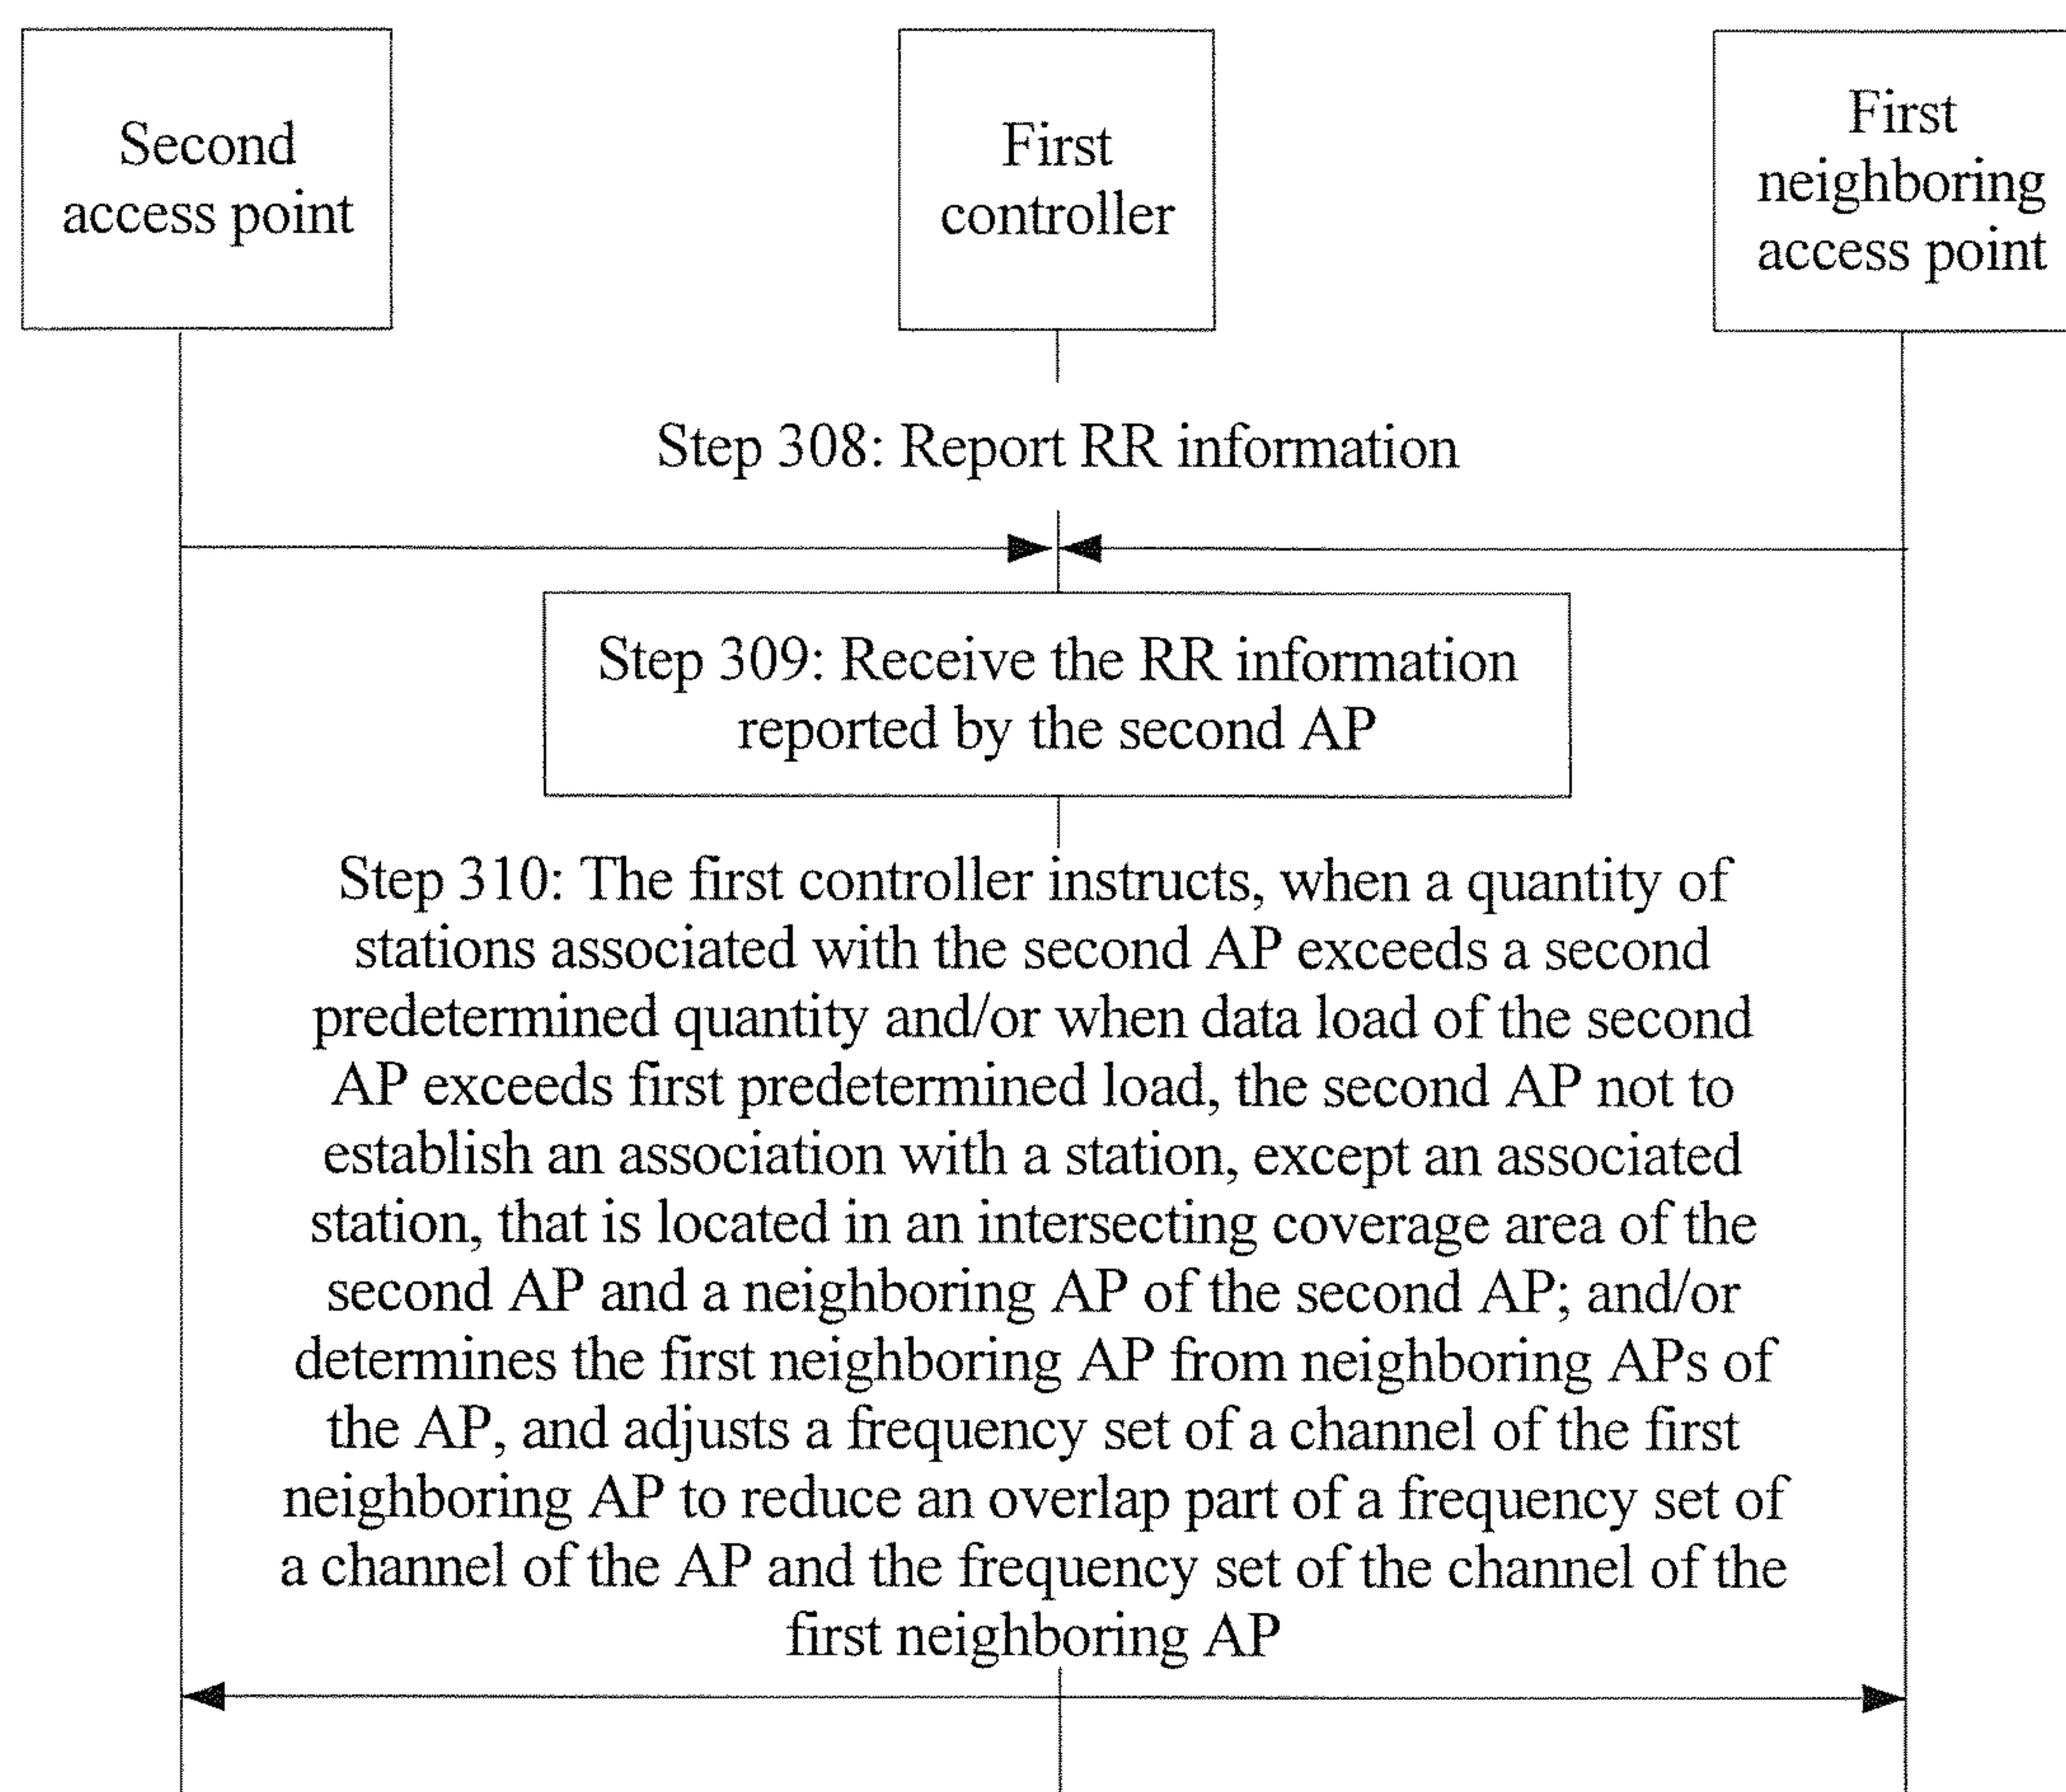 Second
access point
First
controller
First
neighboring
access point
Step 308: Report RR information
Step 309: Receive the RR information
reported by the second AP
Step 310: The first controller instructs, when a quantity of
stations associated with the second AP exceeds a second
predetermined quantity and/or when data load of the second
AP exceeds first predetermined load, the second AP not to
establish an association with a station, except an associated
station, that is located in an intersecting coverage area of the
second AP and a neighboring AP of the second AP; and/or
determines the first neighboring AP from neighboring APs of
the AP, and adjusts a frequency set of a channel of the first
neighboring AP to reduce an overlap part of a frequency set of
a channel of the AP and the frequency set of the channel of the
first neighboring AP